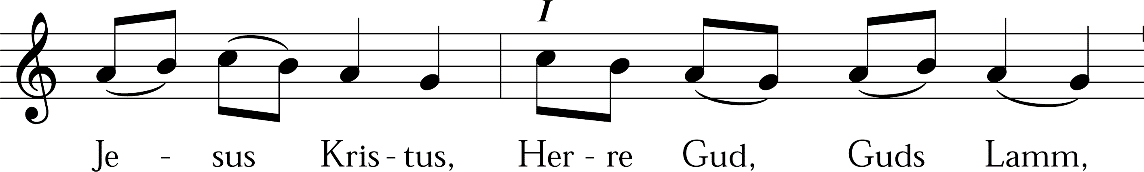 Je - sus Kris - tus, Her - re Gud, Guds Lamm,